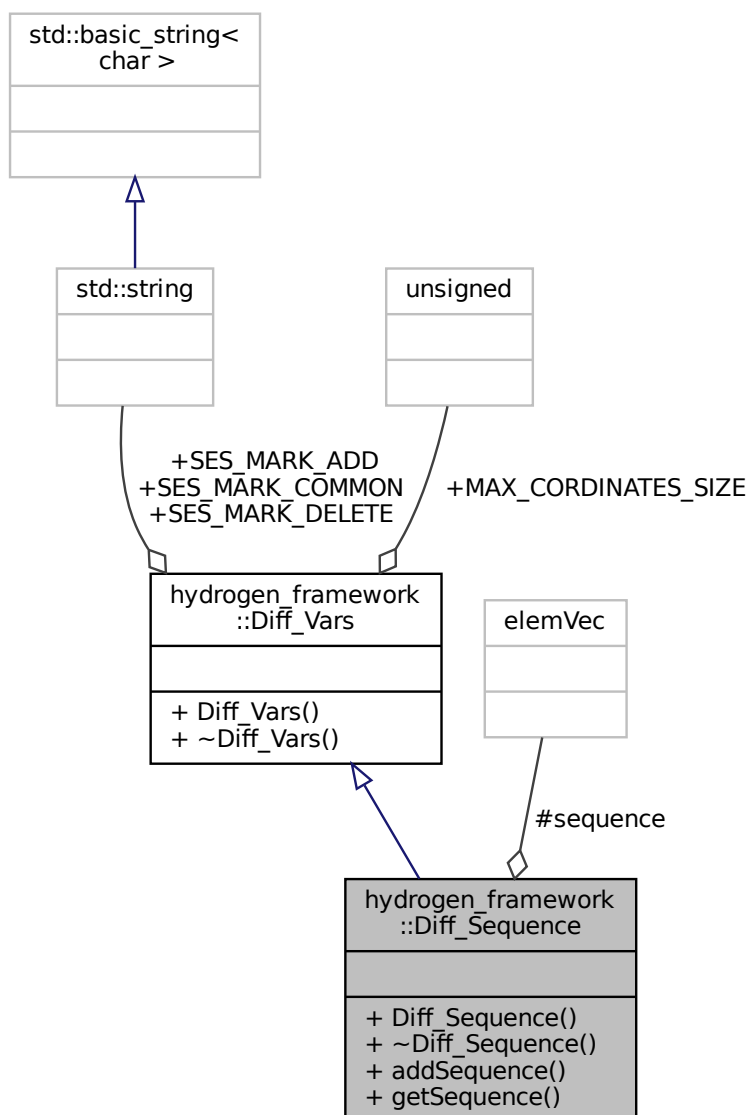 std::basic_string<
char >
std::string
unsigned
+SES_MARK_ADD
+SES_MARK_COMMON
+SES_MARK_DELETE
+MAX_CORDINATES_SIZE
hydrogen_framework
::Diff_Vars
+ Diff_Vars()
+ ~Diff_Vars()
elemVec
#sequence
hydrogen_framework
::Diff_Sequence
+ Diff_Sequence()
+ ~Diff_Sequence()
+ addSequence()
+ getSequence()